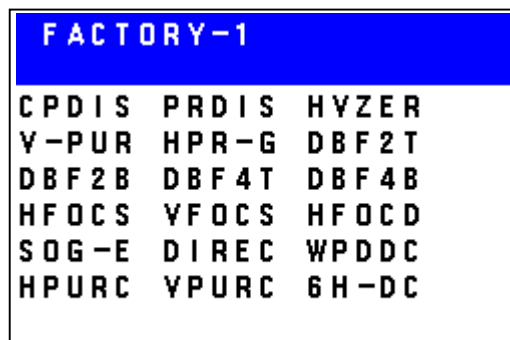 FACTORY-1
CPDIS PRDIS HVZER
V-PUR HPR-G DBF2T
DBF2B DBF4T DBF4B
HFOCS VFOCS HFOCD
SOG-E DIREC WPDDC
HPURC VPURC 6H-DC